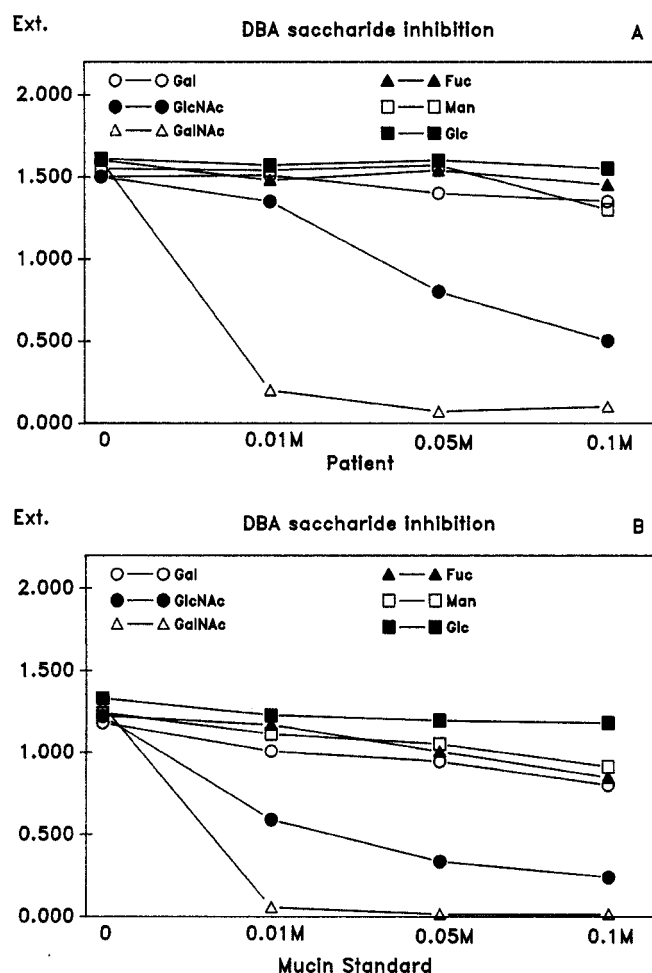 Ext. DBA saccharide inhibition A
Gal Fuc
GlcNAc Man
GalNAc Glc
2.000
1.500
1.000
0.500
0.000
0 0.01M 0.05M 0.1M
Patient
Ext. DBA saccharide inhibition B
Gal Fuc
GlcNAc Man
GalNAc Glc
2.000
1.500
1.000
0.500
0.000
0 0.01M 0.05M 0.1M
Mucin Standard